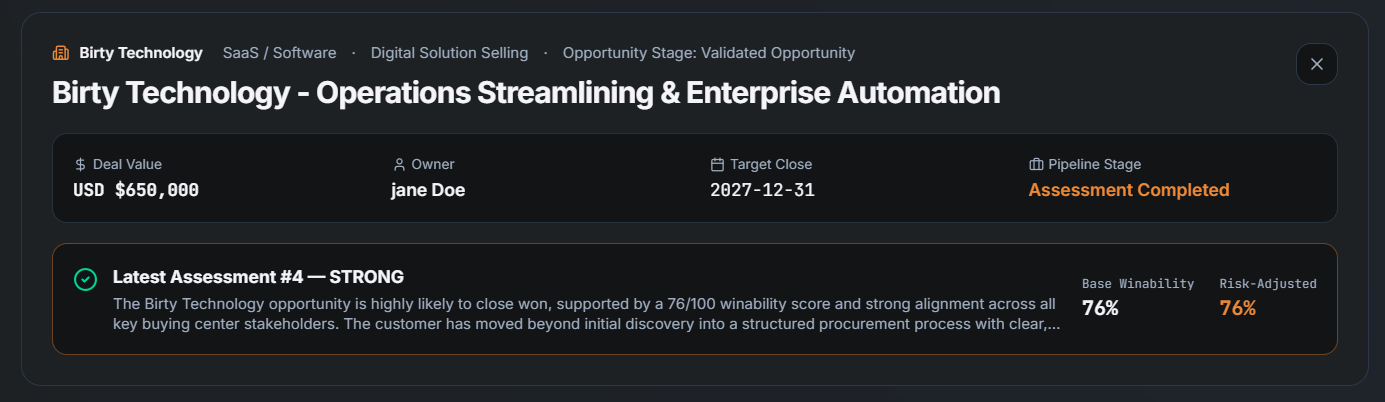 Birty Technology SaaS / Software · Digital Solution Selling · Opportunity Stage: Validated Opportunity
Birty Technology - Operations Streamlining & Enterprise Automation
Deal Value Owner Target Close Pipeline Stage
USD $650,000 jane Doe 2027-12-31 Assessment Completed
Latest Assessment #4 — STRONG
The Birty Technology opportunity is highly likely to close won, supported by a 76/100 winability score and strong alignment across all
key buying center stakeholders. The customer has moved beyond initial discovery into a structured procurement process with clear,...
Base Winability Risk-Adjusted
76% 76%